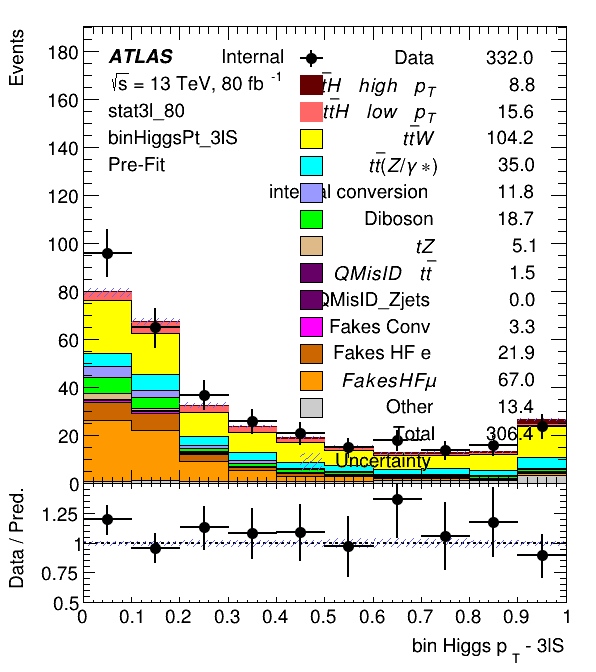 Events
180
160
140
120
100
80
60
40
20
0
ATLAS Internal
√s = 13 TeV, 80 fb⁻¹
stat3l_80
binHiggsPt_3lS
Pre-Fit
Data 332.0
tt̄H high p_T 8.8
tt̄H low p_T 15.6
tt̄W 104.2
tt̄(Z/γ*) 35.0
internal conversion 11.8
Diboson 18.7
tZ 5.1
QMisID tt̄ 1.5
QMisID_Zjets 0.0
Fakes Conv 3.3
Fakes HF e 21.9
FakesHFμ 67.0
Other 13.4
Total 306.4
Uncertainty
Data / Pred.
1.25
1
0.75
0.5
0 0.1 0.2 0.3 0.4 0.5 0.6 0.7 0.8 0.9 1
bin Higgs p_T - 3lS